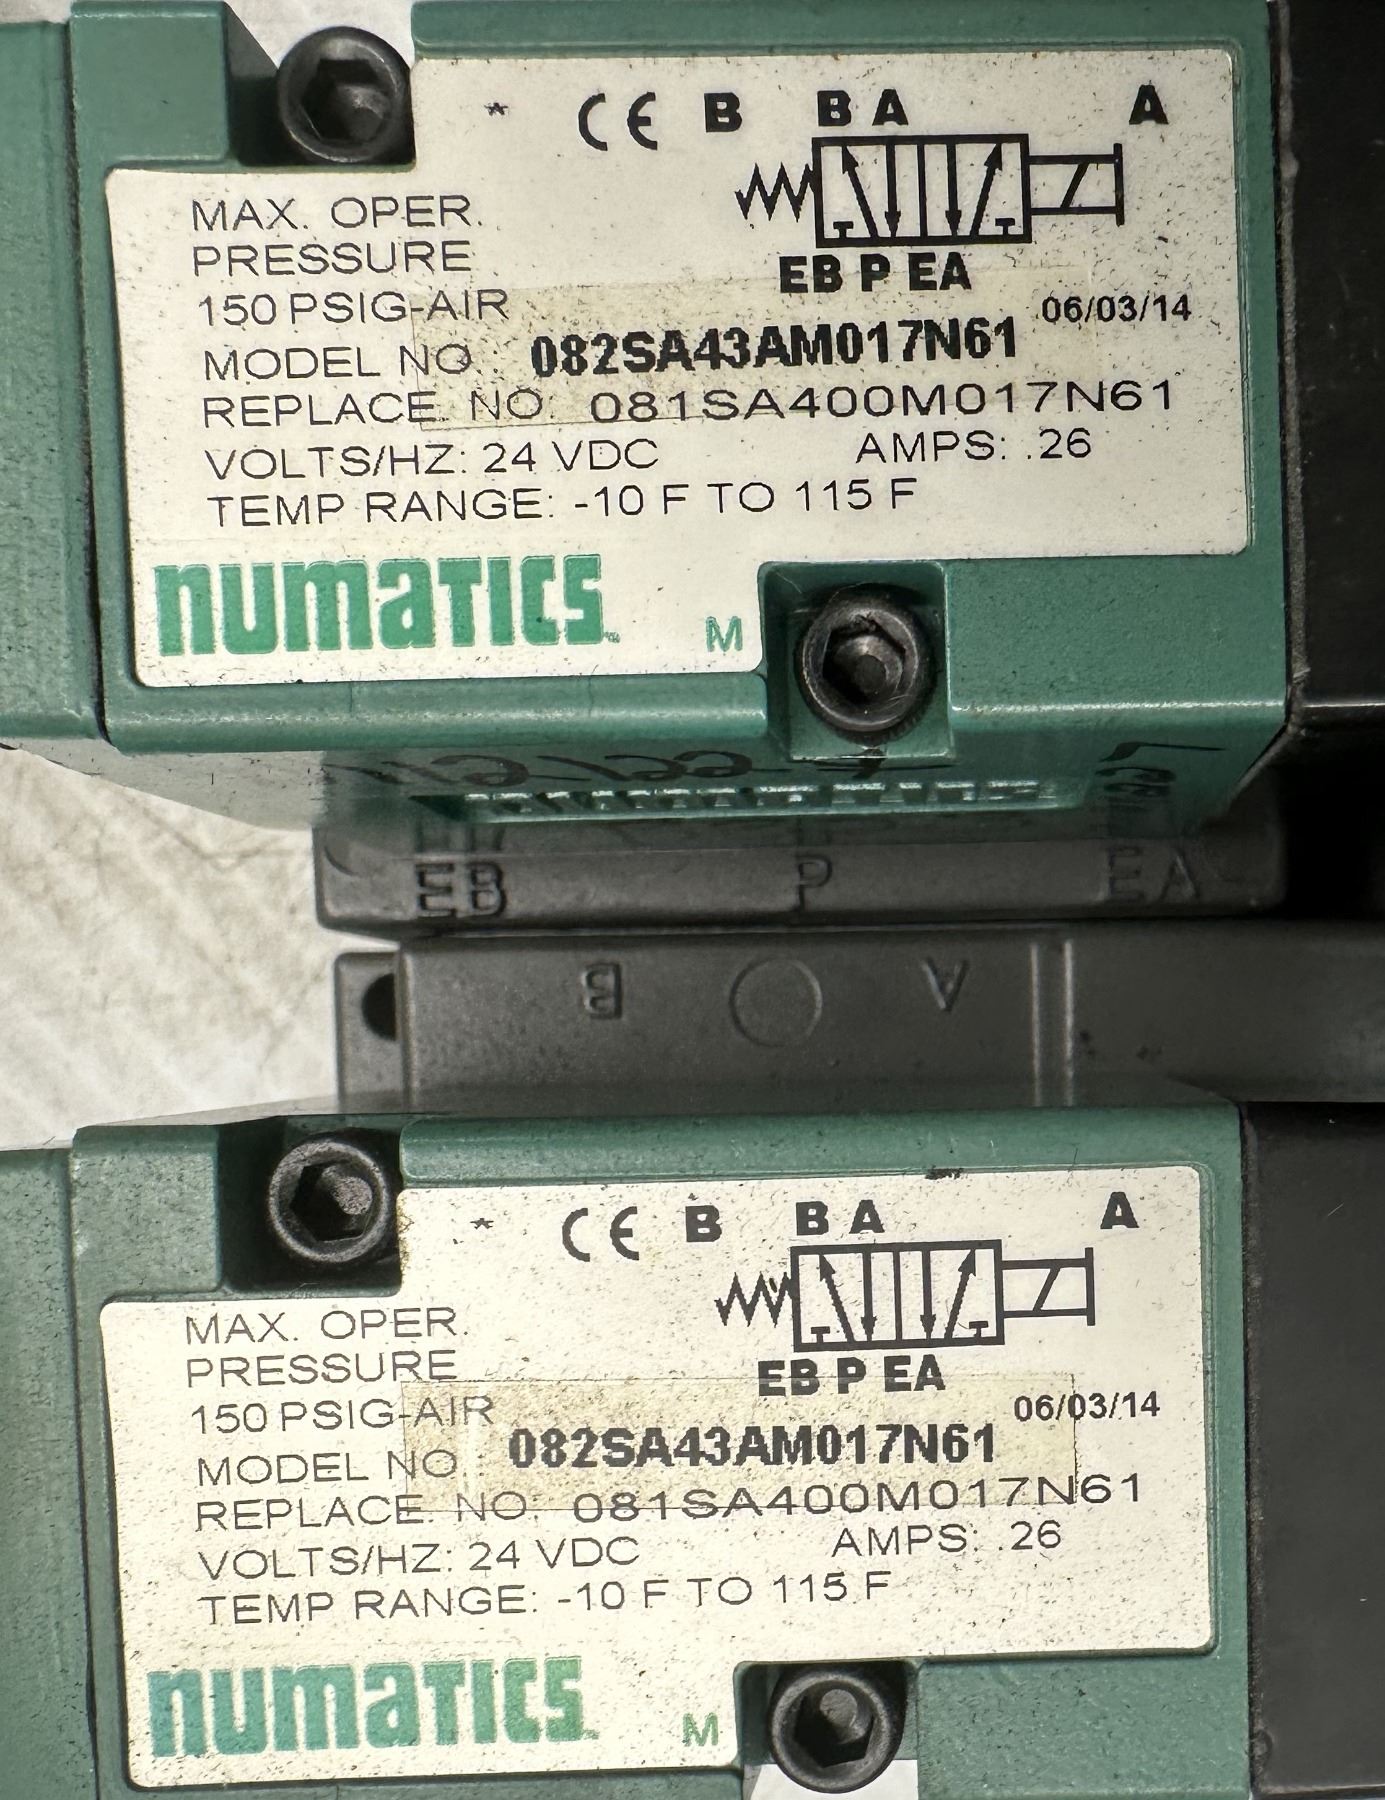 * CE B B A A
MAX. OPER.
PRESSURE
EB P EA
150 PSIG-AIR 06/03/14
MODEL NO.: 082SA43AM017N61
REPLACE. NO: 081SA400M017N61
VOLTS/HZ: 24 VDC AMPS: .26
TEMP RANGE: -10 F TO 115 F
numatics
M
EB P EA
B A
* CE B B A A
MAX. OPER.
PRESSURE
EB P EA
150 PSIG-AIR 06/03/14
MODEL NO.: 082SA43AM017N61
REPLACE. NO: 081SA400M017N61
VOLTS/HZ: 24 VDC AMPS: .26
TEMP RANGE: -10 F TO 115 F
numatics
M